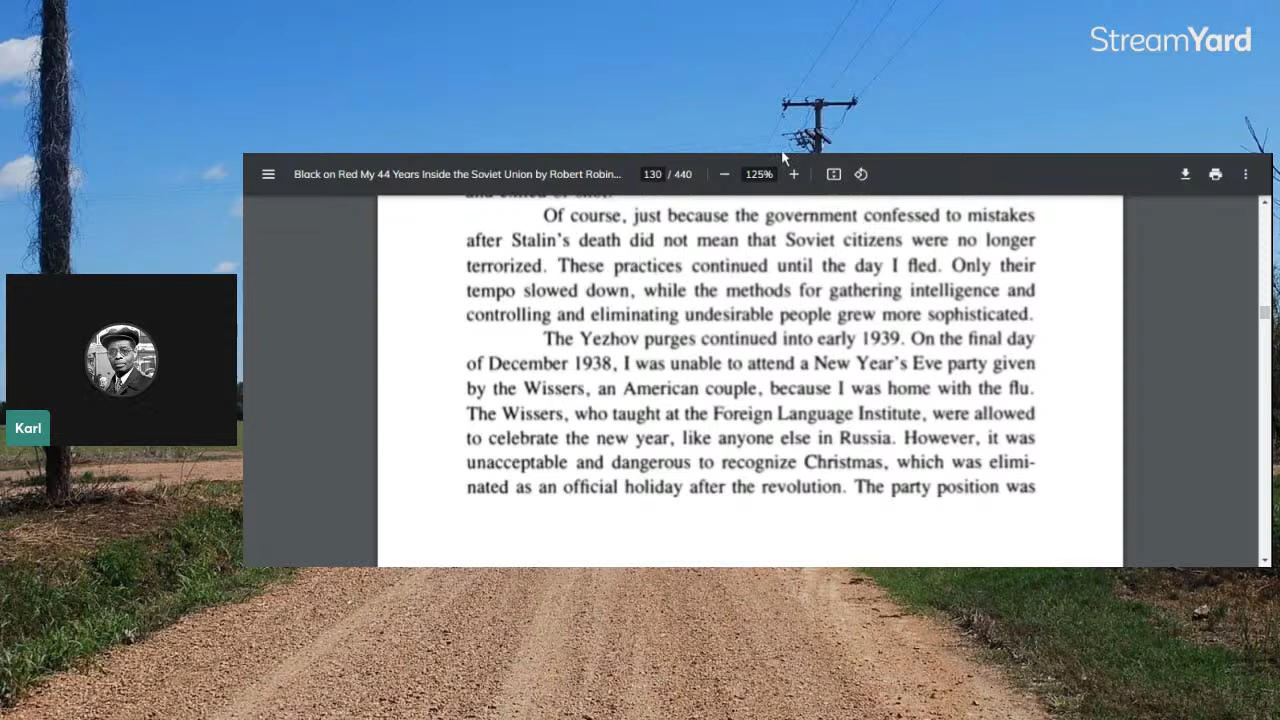 StreamYard
Black on Red My 44 Years Inside the Soviet Union by Robert Robin...
130 / 440
125%
Of course, just because the government confessed to mistakes
after Stalin's death did not mean that Soviet citizens were no longer
terrorized. These practices continued until the day I fled. Only their
tempo slowed down, while the methods for gathering intelligence and
controlling and eliminating undesirable people grew more sophisticated.
The Yezhov purges continued into early 1939. On the final day
of December 1938, I was unable to attend a New Year's Eve party given
by the Wissers, an American couple, because I was home with the flu.
The Wissers, who taught at the Foreign Language Institute, were allowed
to celebrate the new year, like anyone else in Russia. However, it was
unacceptable and dangerous to recognize Christmas, which was elimi-
nated as an official holiday after the revolution. The party position was
Karl